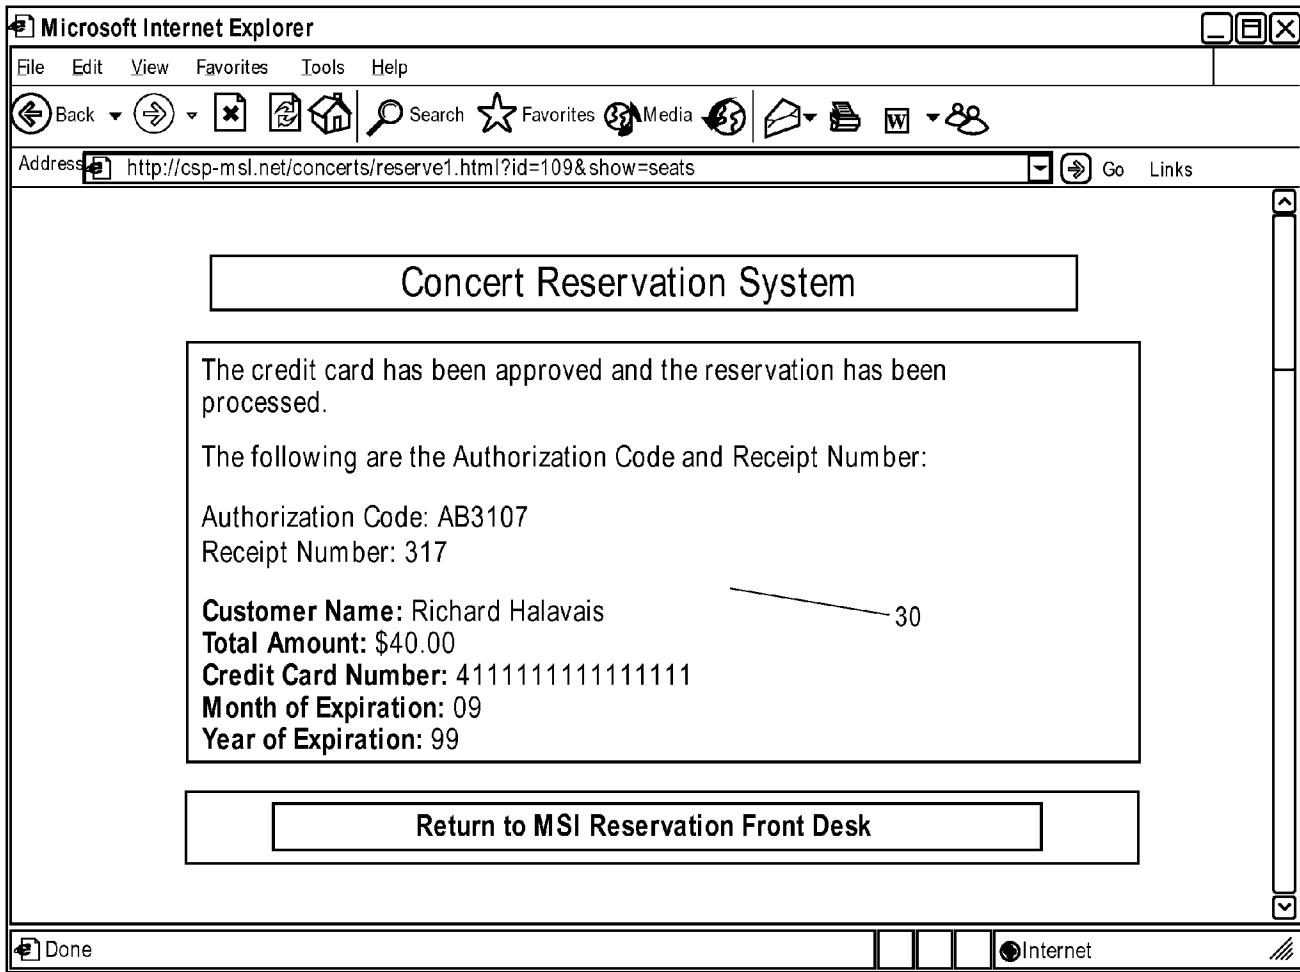 Microsoft Internet Explorer
File Edit View Favorites Tools Help
Back Search Favorites Media W
Address http://csp-msl.net/concerts/reserve1.html?id=109&show=seats Go Links
Concert Reservation System
The credit card has been approved and the reservation has been
processed.
The following are the Authorization Code and Receipt Number:
Authorization Code: AB3107
Receipt Number: 317
Customer Name: Richard Halavais
30
Total Amount: $40.00
Credit Card Number: 4111111111111111
Month of Expiration: 09
Year of Expiration: 99
Return to MSI Reservation Front Desk
Done Internet